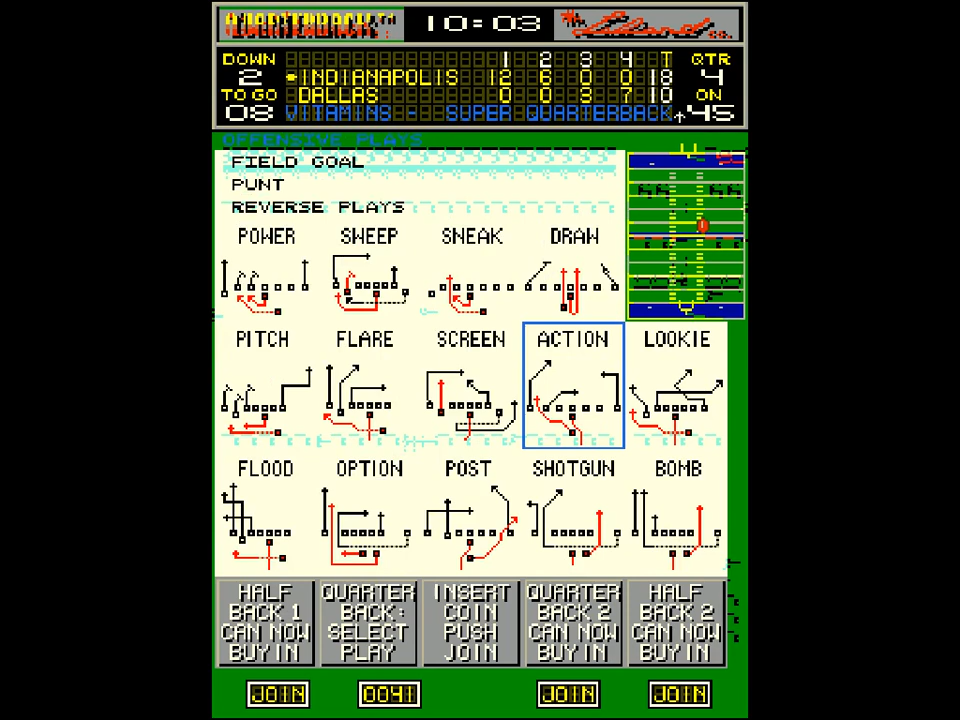 10:03
DOWN 1 2 3 4 T QTR
2 INDIANAPOLIS 12 6 0 0 18 4
TO GO DALLAS 0 0 3 7 10 ON
08 VITAMINS - SUPER QUARTERBACK ↑45
OFFENSIVE PLAYS
FIELD GOAL
PUNT
REVERSE PLAYS
POWER SWEEP SNEAK DRAW
PITCH FLARE SCREEN ACTION LOOKIE
FLOOD OPTION POST SHOTGUN BOMB
HALF QUARTER INSERT QUARTER HALF
BACK 1 BACK: COIN BACK 2 BACK 2
CAN NOW SELECT PUSH CAN NOW CAN NOW
BUY IN PLAY JOIN BUY IN BUY IN
JOIN 0041 JOIN JOIN